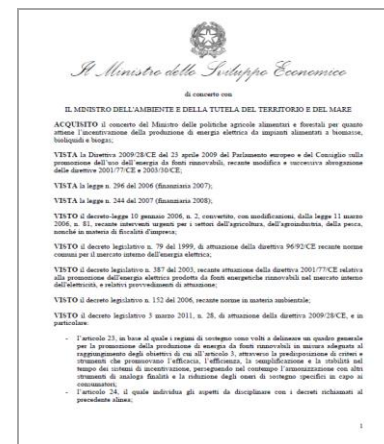 Il Ministro dello Sviluppo Economico
di concerto con
IL MINISTRO DELL'AMBIENTE E DELLA TUTELA DEL TERRITORIO E DEL MARE
ACQUISITO il concerto del Ministro delle politiche agricole alimentari e forestali per quanto
attiene l'incentivazione della produzione di energia elettrica da impianti alimentati a biomasse,
bioliquidi e biogas;
VISTA la Direttiva 2009/28/CE del 23 aprile 2009 del Parlamento europeo e del Consiglio sulla
promozione dell'uso dell'energia da fonti rinnovabili, recante modifica e successiva abrogazione
delle direttive 2001/77/CE e 2003/30/CE;
VISTA la legge n. 296 del 2006 (finanziaria 2007);
VISTA la legge n. 244 del 2007 (finanziaria 2008);
VISTO il decreto-legge 10 gennaio 2006, n. 2, convertito, con modificazioni, dalla legge 11 marzo
2006, n. 81, recante interventi urgenti per i settori dell'agricoltura, dell'agroindustria, della pesca,
nonché in materia di fiscalità d'impresa;
VISTO il decreto legislativo n. 79 del 1999, di attuazione della direttiva 96/92/CE recante norme
comuni per il mercato interno dell'energia elettrica;
VISTO il decreto legislativo n. 387 del 2003, recante attuazione della direttiva 2001/77/CE relativa
alla promozione dell'energia elettrica prodotta da fonti energetiche rinnovabili nel mercato interno
dell'elettricità, e relativi provvedimenti di attuazione;
VISTO il decreto legislativo n. 152 del 2006, recante norme in materia ambientale;
VISTO il decreto legislativo 3 marzo 2011, n. 28, di attuazione della direttiva 2009/28/CE, e in
particolare:
- l'articolo 23, in base al quale i regimi di sostegno sono volti a delineare un quadro generale
per la promozione della produzione di energia da fonti rinnovabili in misura adeguata al
raggiungimento degli obiettivi di cui all'articolo 3, attraverso la predisposizione di criteri e
strumenti che promuovano l'efficacia, l'efficienza, la semplificazione e la stabilità nel
tempo dei sistemi di incentivazione, perseguendo nel contempo l'armonizzazione con altri
strumenti di analoga finalità e la riduzione degli oneri di sostegno specifici in capo ai
consumatori;
- l'articolo 24, il quale individua gli aspetti da disciplinare con i decreti richiamati al
precedente alinea;
1